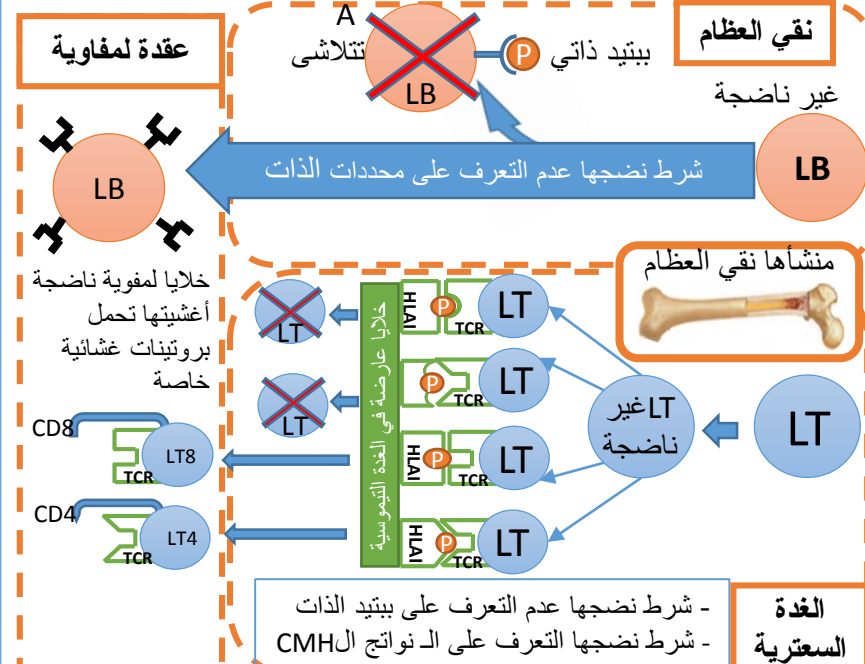 نقي العظام
عقدة لمفاوية
A
تتلاشى
P
ببتيد ذاتي
LB
غير ناضجة
LB
شرط نضجها عدم التعرف على محددات الذات
LB
منشأها نقي العظام
خلايا لمفوية ناضجة
أغشيتها تحمل
بروتينات غشائية
خاصة
خلايا عارضة في الغدة التيموسية
LT
HLAI
P
TCR
LT
LT
P
TCR
LT
HLAI
P
TCR
LT
HLAI
P
TCR
LT
LTغير
ناضجة
LT
CD8
LT8
TCR
CD4
LT4
TCR
- شرط نضجها عدم التعرف على ببتيد الذات
- شرط نضجها التعرف على الـ نواتج الCMH
الغدة
السعترية